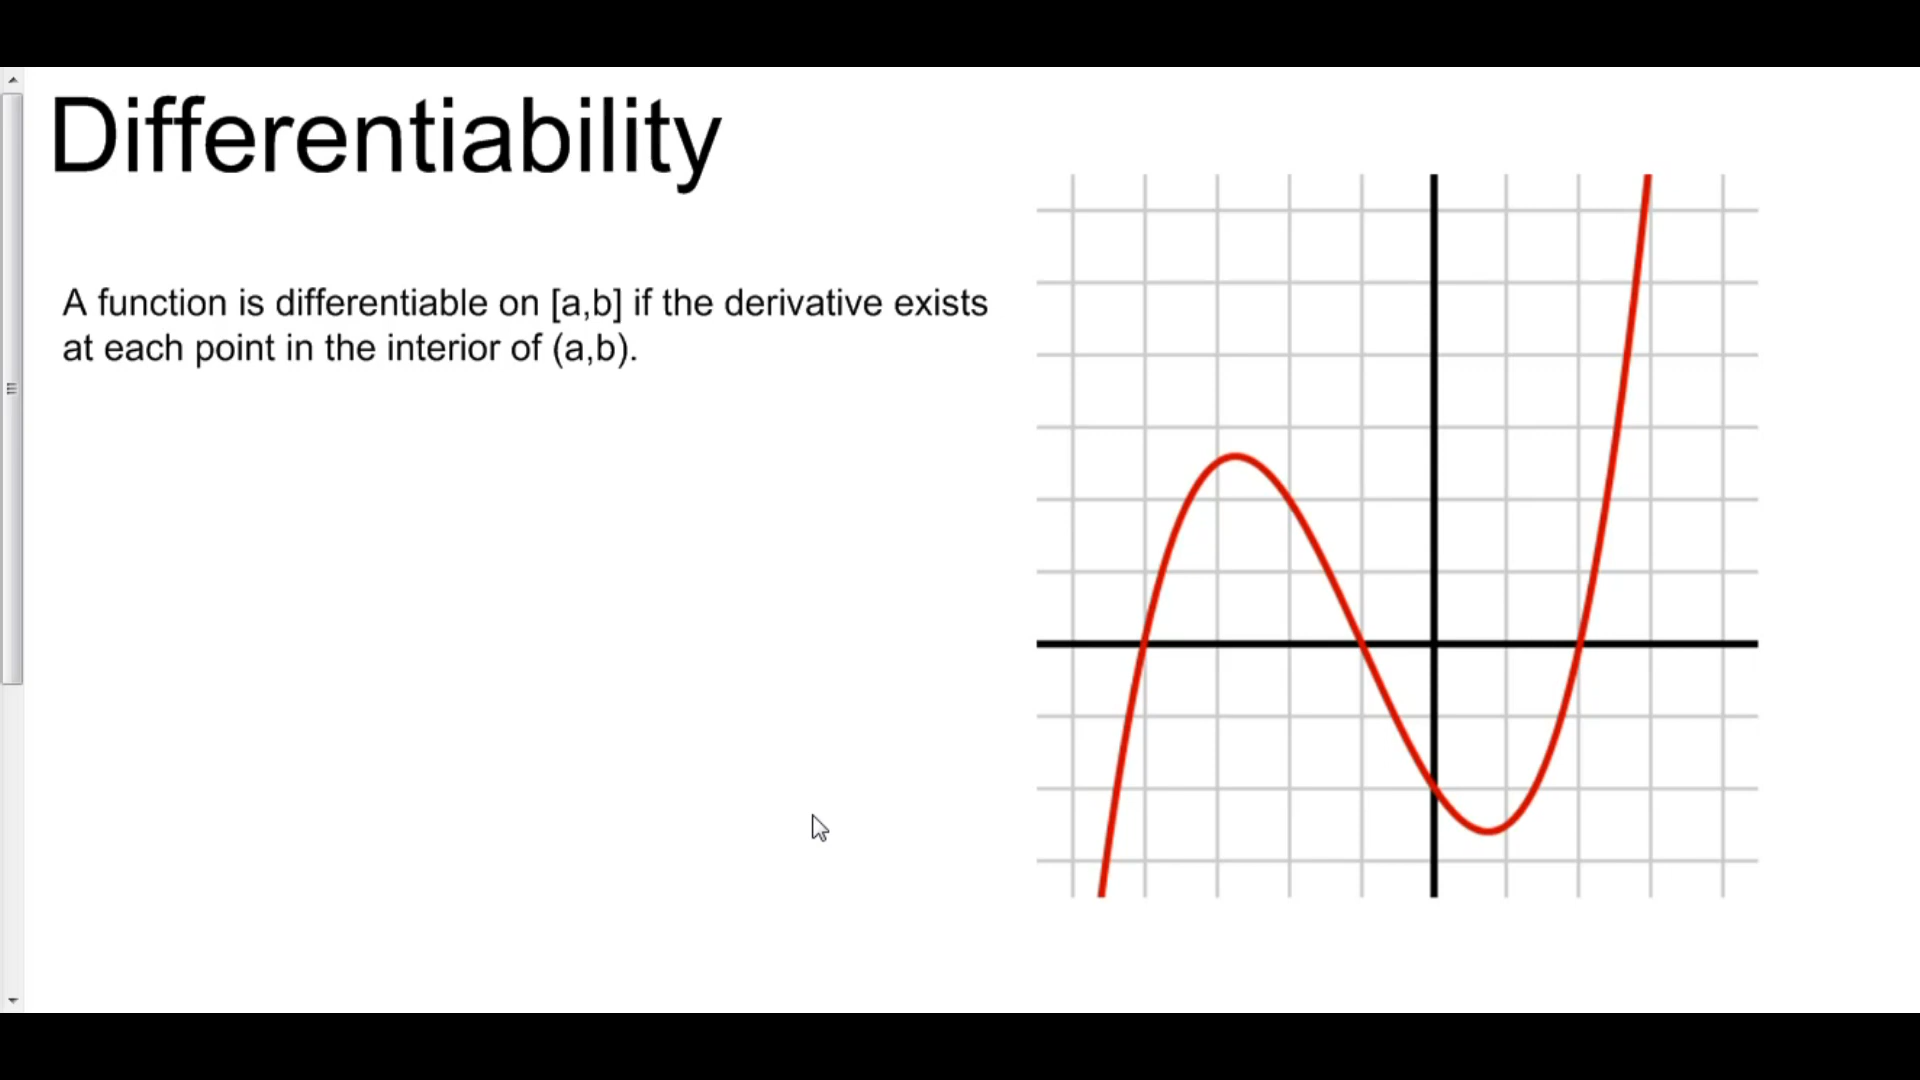 Differentiability
A function is differentiable on [a,b] if the derivative exists
at each point in the interior of (a,b).